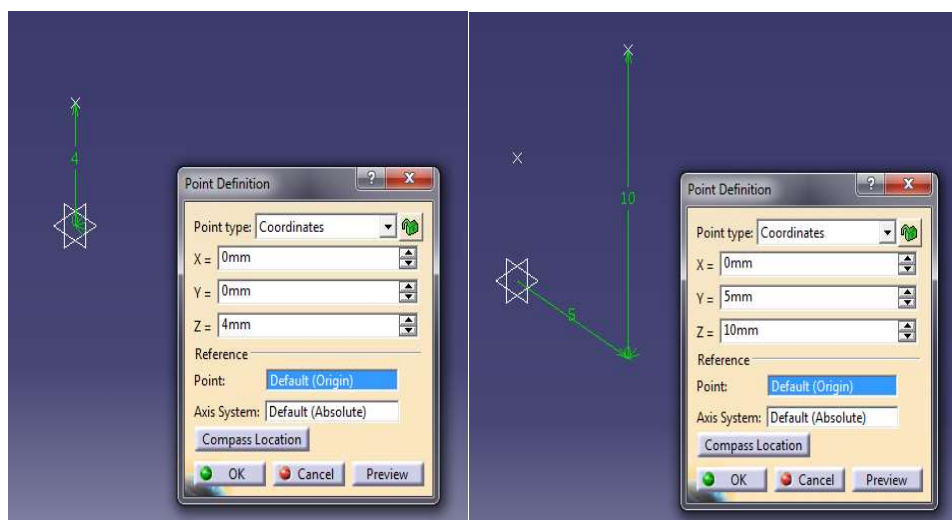 4
Point Definition
?
X
Point type: Coordinates
X = 0mm
Y = 0mm
Z = 4mm
Reference
Point: Default (Origin)
Axis System: Default (Absolute)
Compass Location
OK Cancel Preview
10
5
0
Point Definition
?
X
Point type: Coordinates
X = 0mm
Y = 5mm
Z = 10mm
Reference
Point: Default (Origin)
Axis System: Default (Absolute)
Compass Location
OK Cancel Preview